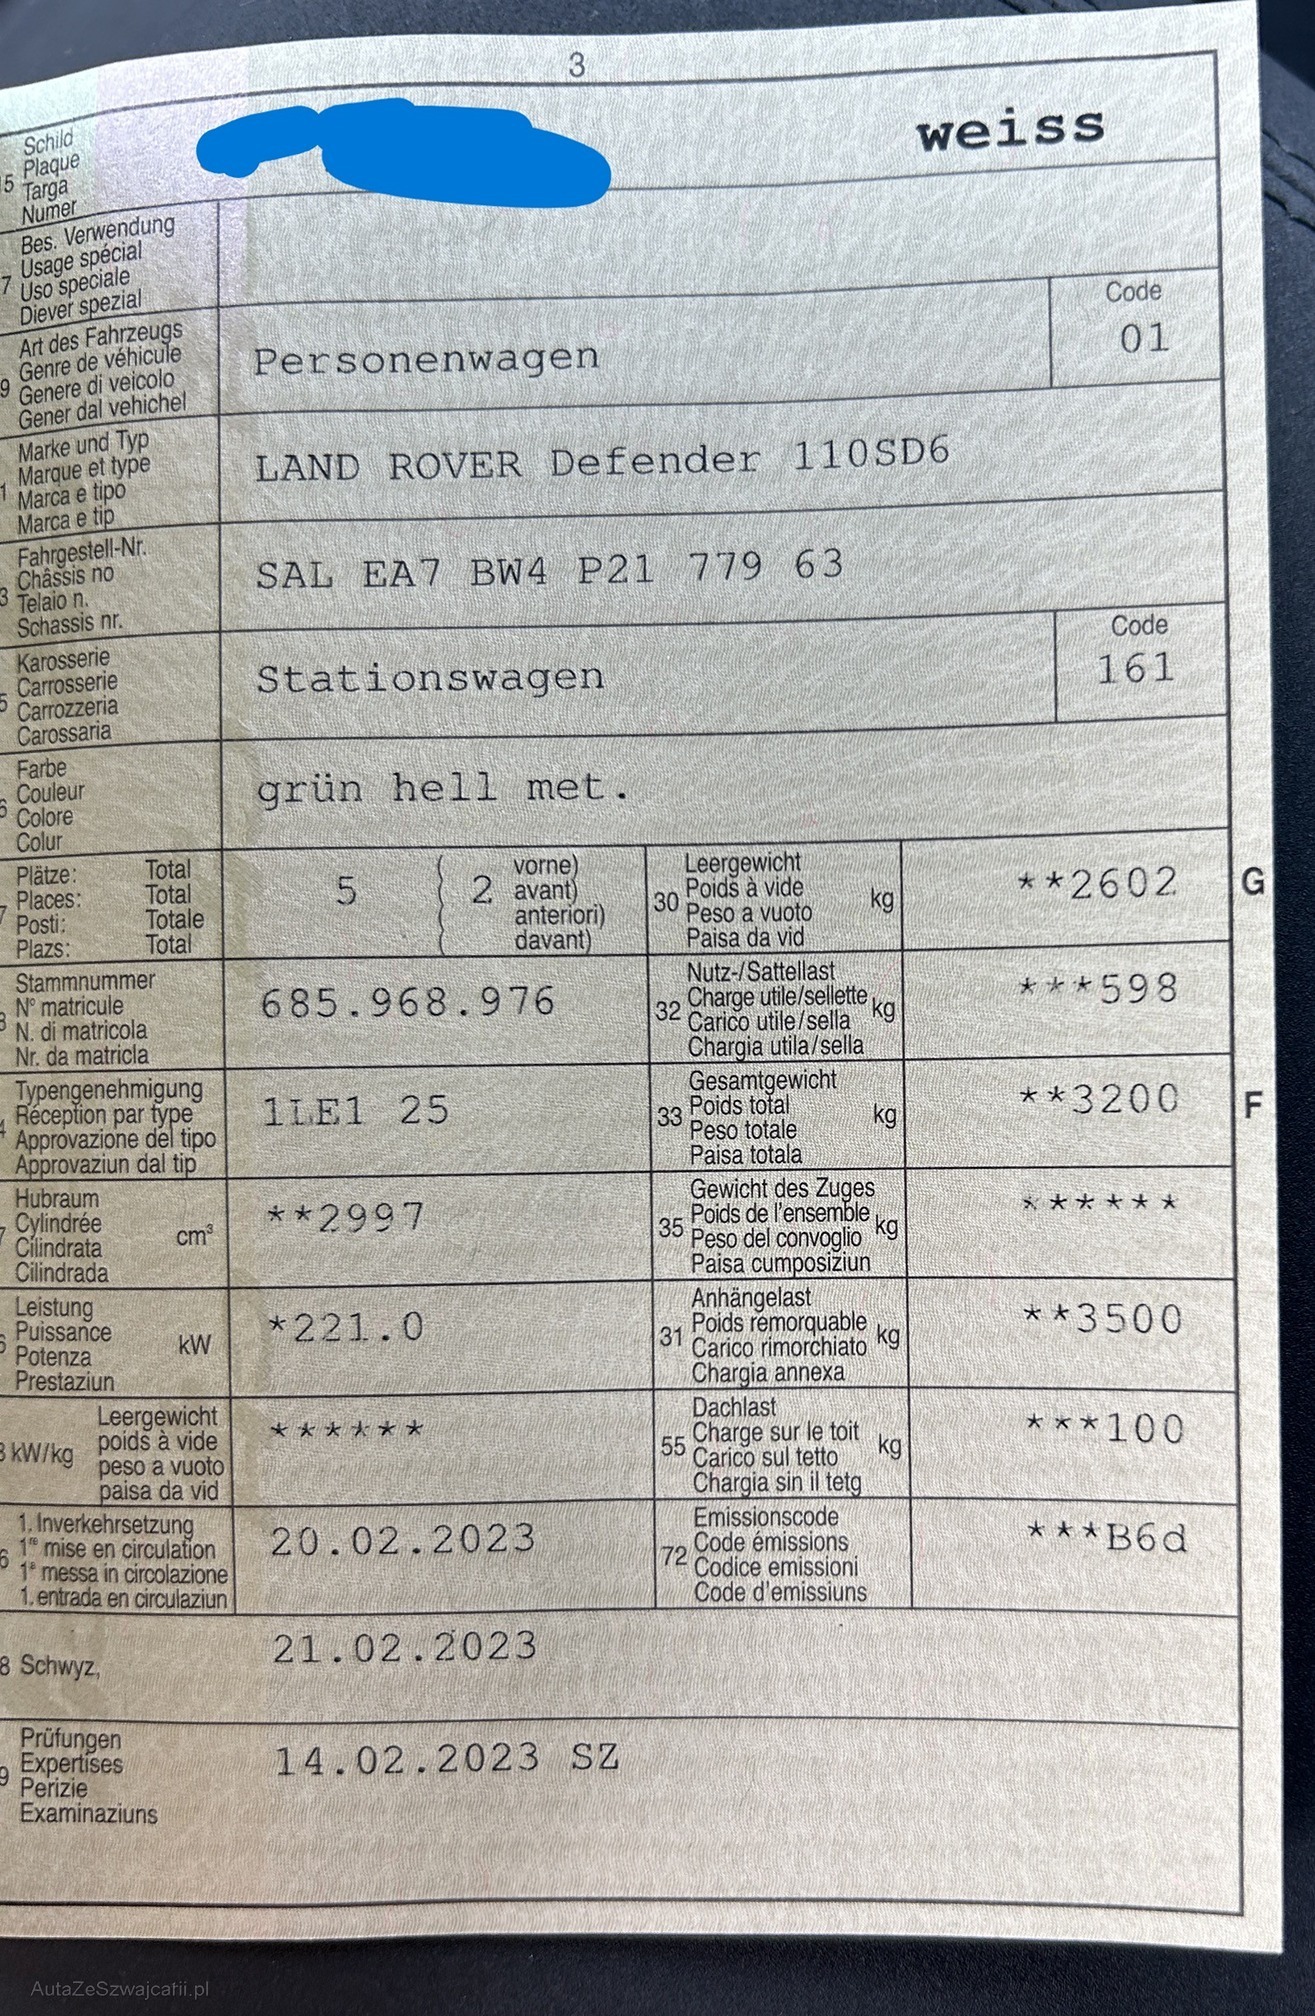 3
15 Schild
Plaque
Targa
Numer
weiss
7 Bes. Verwendung
Usage spécial
Uso speciale
Diever spezial
9 Art des Fahrzeugs
Genre de véhicule
Genere di veicolo
Gener dal vehichel
Personenwagen
Code
01
1 Marke und Typ
Marque et type
Marca e tipo
Marca e tip
LAND ROVER Defender 110SD6
3 Fahrgestell-Nr.
Châssis no
Telaio n.
Schassis nr.
SAL EA7 BW4 P21 779 63
5 Karosserie
Carrosserie
Carrozzeria
Carossaria
Stationswagen
Code
161
6 Farbe
Couleur
Colore
Colur
grün hell met.
7 Plätze: Total
Places: Total
Posti: Totale
Plazs: Total
5 ( 2 vorne)
( avant)
( anteriori)
( davant)
30 Leergewicht
Poids à vide
Peso a vuoto
Paisa da vid
kg
**2602
G
8 Stammnummer
N° matricule
N. di matricola
Nr. da matricla
685.968.976
32 Nutz-/Sattellast
Charge utile/sellette
Carico utile/sella
Chargia utila/sella
kg
***598
4 Typengenehmigung
Réception par type
Approvazione del tipo
Approvaziun dal tip
1LE1 25
33 Gesamtgewicht
Poids total
Peso totale
Paisa totala
kg
**3200
F
7 Hubraum
Cylindrée
Cilindrata
Cilindrada
cm³
**2997
35 Gewicht des Zuges
Poids de l'ensemble
Peso del convoglio
Paisa cumposiziun
kg
******
6 Leistung
Puissance
Potenza
Prestaziun
kW
*221.0
31 Anhängelast
Poids remorquable
Carico rimorchiato
Chargia annexa
kg
**3500
8 kW/kg
Leergewicht
poids à vide
peso a vuoto
paisa da vid
******
55 Dachlast
Charge sur le toit
Carico sul tetto
Chargia sin il tetg
kg
***100
6 1. Inverkehrsetzung
1re mise en circulation
1a messa in circolazione
1. entrada en circulaziun
20.02.2023
72 Emissionscode
Code émissions
Codice emissioni
Code d'emissiuns
***B6d
8 Schwyz,
21.02.2023
9 Prüfungen
Expertises
Perizie
Examinaziuns
14.02.2023 SZ
AutaZeSzwajcarii.pl